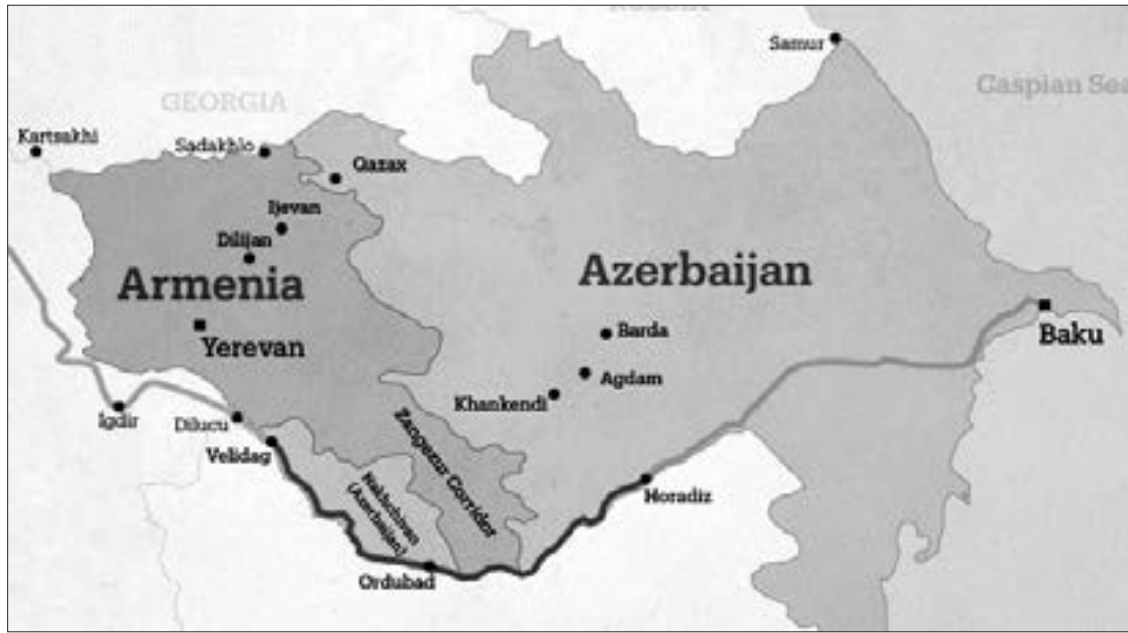 RUSSIA
Samur
Caspian Sea
GEORGIA
Kartsakhi
Sadakhlo
Qazax
Ijevan
Dilijan
Azerbaijan
Armenia
Barda
Baku
Yerevan
Agdam
Khankendi
Igdir
Dilucu
Zangezur Corridor
Velidag
Horadiz
Nakhchivan
(Azerbaijan)
Ordubad